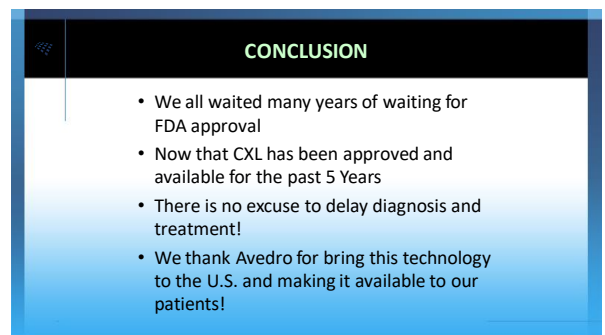 CONCLUSION
• We all waited many years of waiting for
FDA approval
• Now that CXL has been approved and
available for the past 5 Years
• There is no excuse to delay diagnosis and
treatment!
• We thank Avedro for bring this technology
to the U.S. and making it available to our
patients!